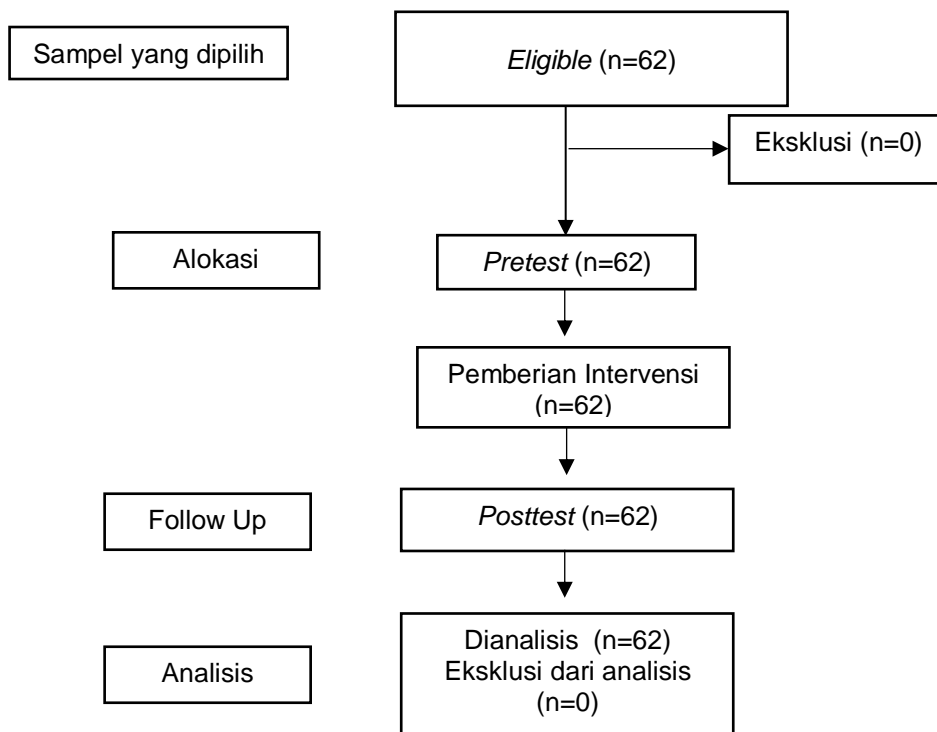 Sampel yang dipilih
Eligible (n=62)
Eksklusi (n=0)
Alokasi
Pretest (n=62)
Pemberian Intervensi
(n=62)
Follow Up
Posttest (n=62)
Analisis
Dianalisis (n=62)
Eksklusi dari analisis
(n=0)